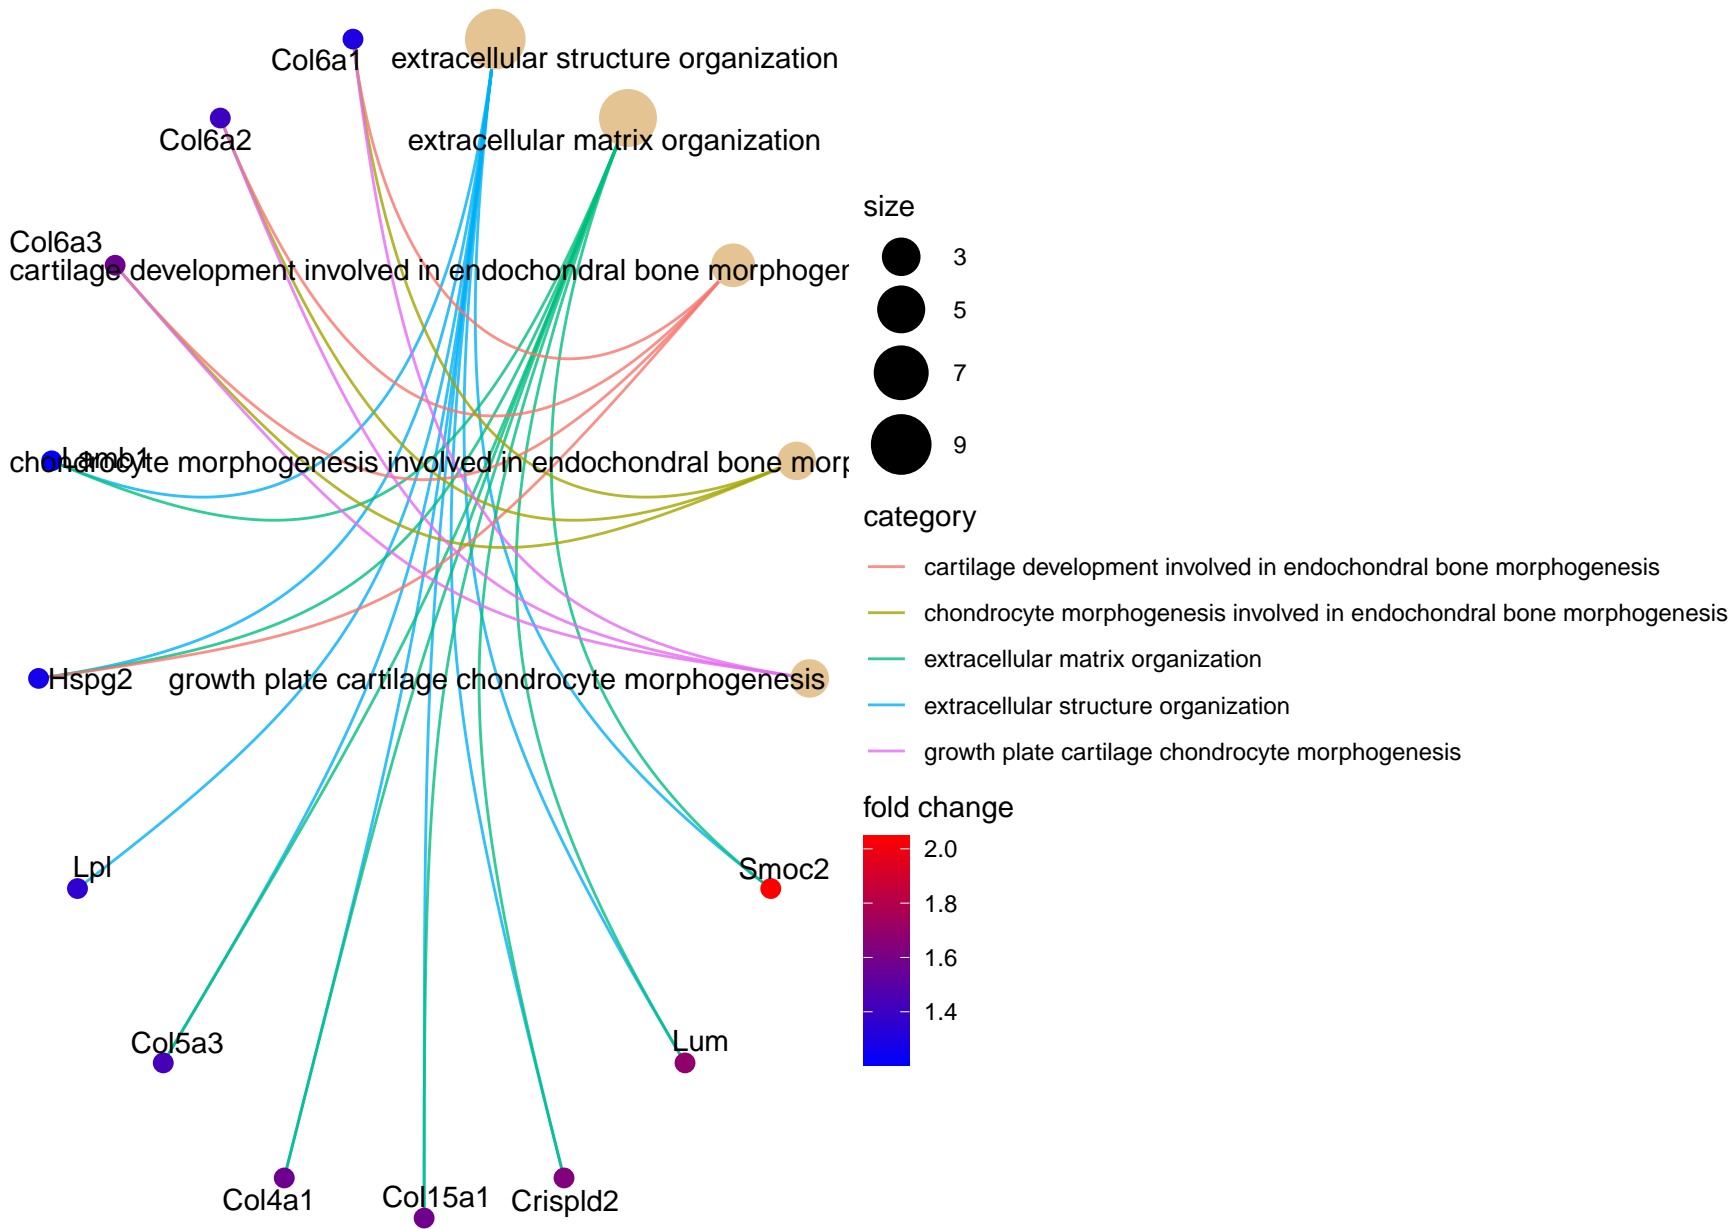 Col6a1
extracellular structure organization
Col6a2
extracellular matrix organization
Col6a3
cartilage development involved in endochondral bone morphoger
Lamb1
chondrocyte morphogenesis involved in endochondral bone morp
Hspg2
growth plate cartilage chondrocyte morphogenesis
Lpl
Smoc2
Col5a3
Lum
Col4a1
Col15a1
Crispld2
size
3
5
7
9
category
cartilage development involved in endochondral bone morphogenesis
chondrocyte morphogenesis involved in endochondral bone morphogenesis
extracellular matrix organization
extracellular structure organization
growth plate cartilage chondrocyte morphogenesis
fold change
2.0
1.8
1.6
1.4